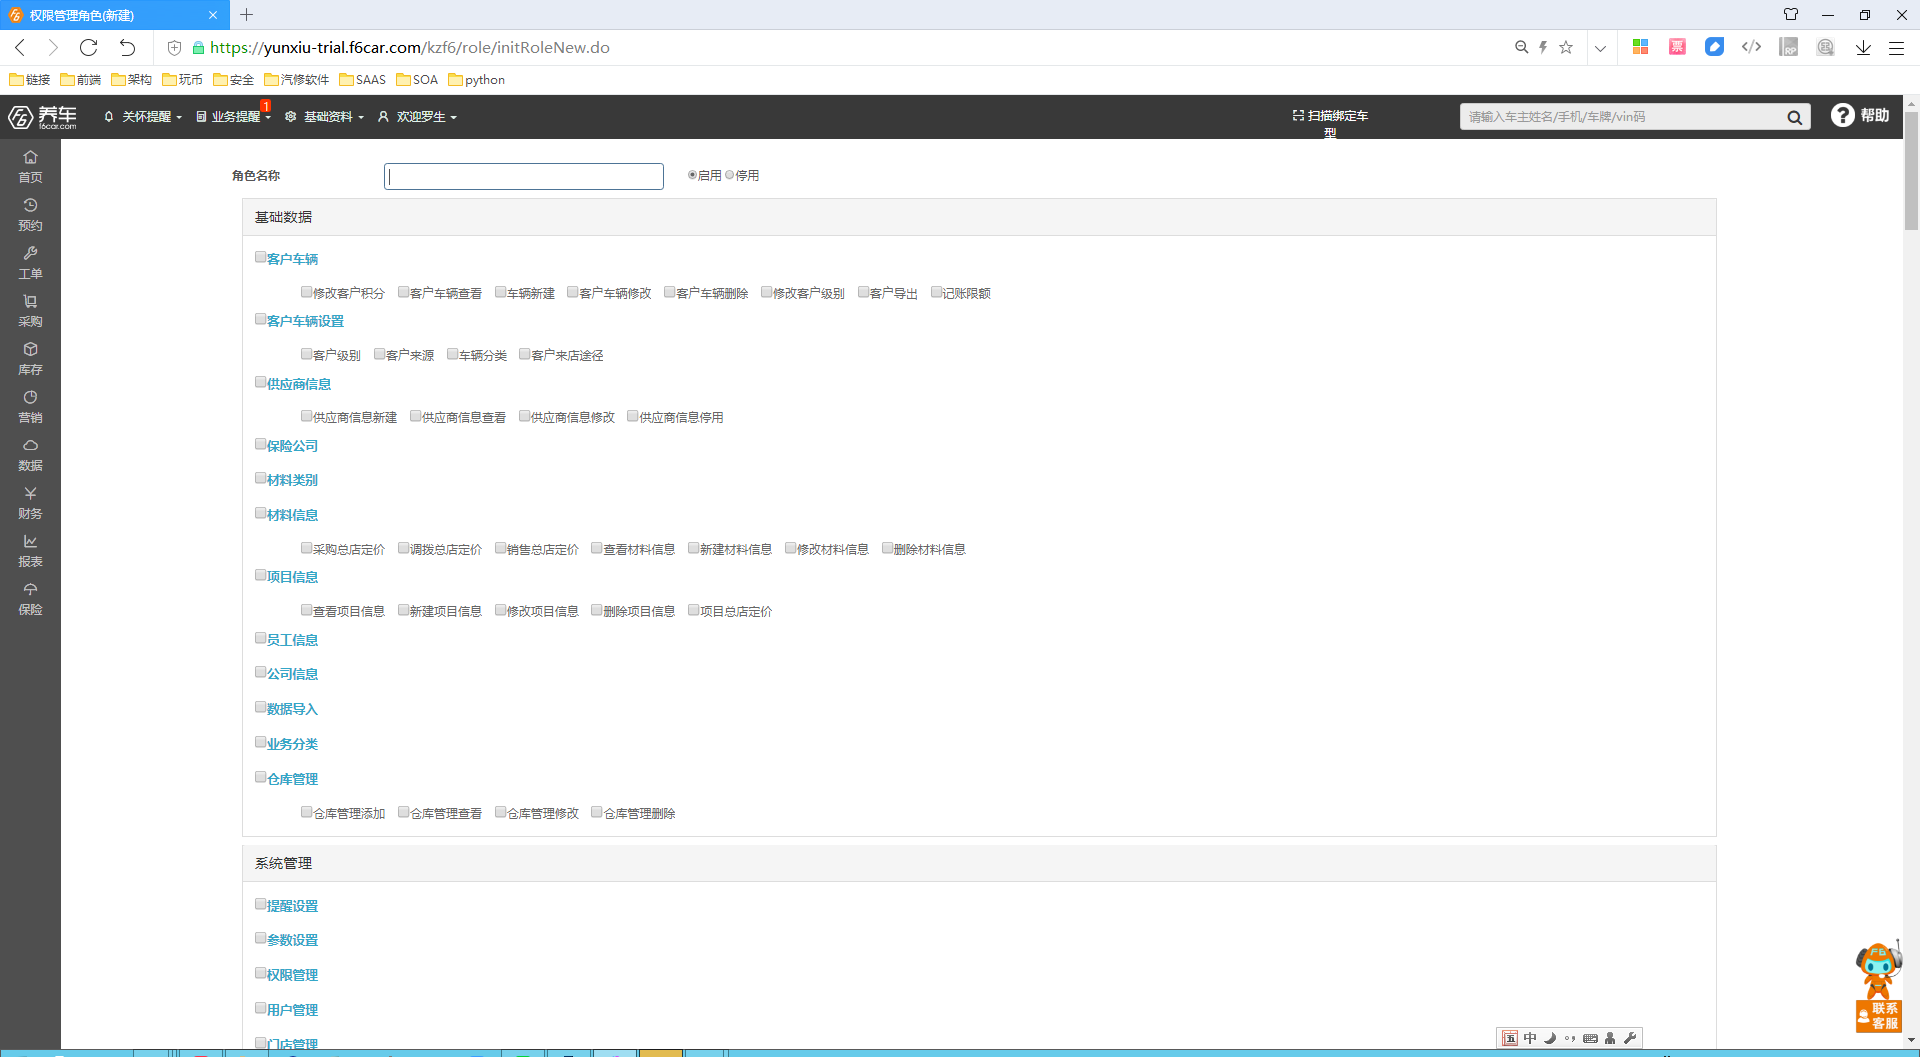 权限管理角色(新建)
https://yunxiu-trial.f6car.com/kzf6/role/initRoleNew.do
链接 前端 架构 玩币 安全 汽修软件 SAAS SOA python
养车 f6car.com 关怀提醒 业务提醒 1 基础资料 欢迎罗生 扫描绑定车型 请输入车主姓名/手机/车牌/vin码 帮助
首页
预约
工单
采购
库存
营销
数据
财务
报表
保险
角色名称 启用 停用
基础数据
客户车辆
修改客户积分 客户车辆查看 车辆新建 客户车辆修改 客户车辆删除 修改客户级别 客户导出 记账限额
客户车辆设置
客户级别 客户来源 车辆分类 客户来店途径
供应商信息
供应商信息新建 供应商信息查看 供应商信息修改 供应商信息停用
保险公司
材料类别
材料信息
采购总店定价 调拨总店定价 销售总店定价 查看材料信息 新建材料信息 修改材料信息 删除材料信息
项目信息
查看项目信息 新建项目信息 修改项目信息 删除项目信息 项目总店定价
员工信息
公司信息
数据导入
业务分类
仓库管理
仓库管理添加 仓库管理查看 仓库管理修改 仓库管理删除
系统管理
提醒设置
参数设置
权限管理
用户管理
门店管理
联系
客服
五 中